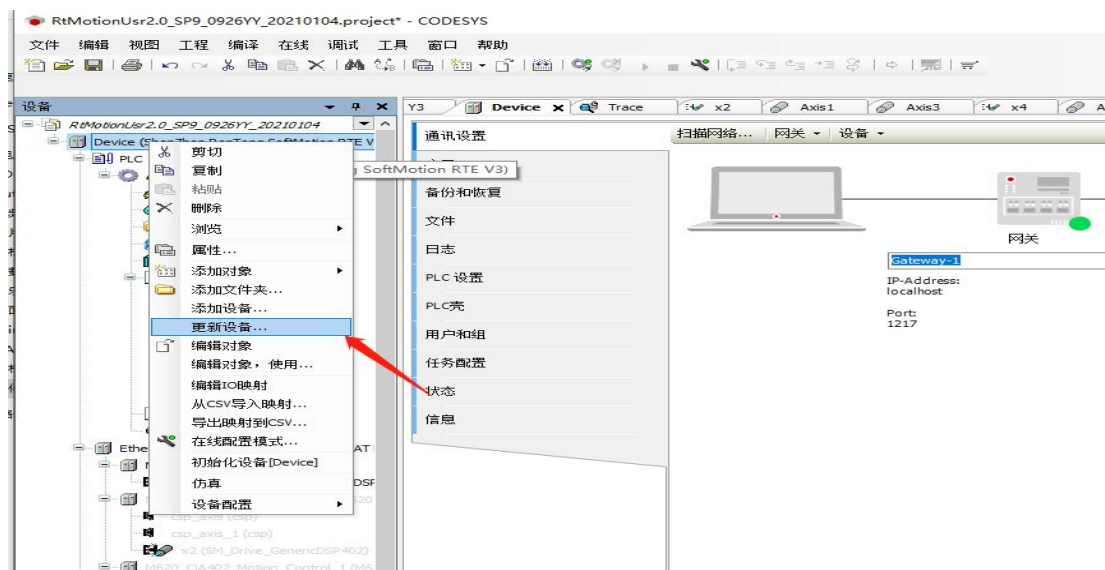 RtMotionUsr2.0_SP9_0926YY_20210104.project* - CODESYS
文件 编辑 视图 工程 编译 在线 调试 工具 窗口 帮助
设备
RtMotionUsr2.0_SP9_0926YY_20210104
Device (ShenZhen
SoftMotion RTE V
PLC
剪切
复制
粘贴
删除
浏览
属性...
添加对象
添加文件夹...
添加设备...
更新设备...
编辑对象
编辑对象，使用...
编辑IO映射
从CSV导入映射...
导出映射到CSV...
在线配置模式...
初始化设备[Device]
仿真
设备配置
Ethe
AT
DSF
csp_axis (csp)
csp_axis_1 (csp)
x2 (SM_Drive_GenericDSP402)
M620_CiA402_Motion_Control_1 (M6
Y3 Device Trace x2 Axis1 Axis3 x4
通讯设置
SoftMotion RTE V3)
备份和恢复
文件
日志
PLC 设置
PLC壳
用户和组
任务配置
状态
信息
扫描网络... 网关 设备
网关
Gateway-1
IP-Address:
localhost
Port:
1217